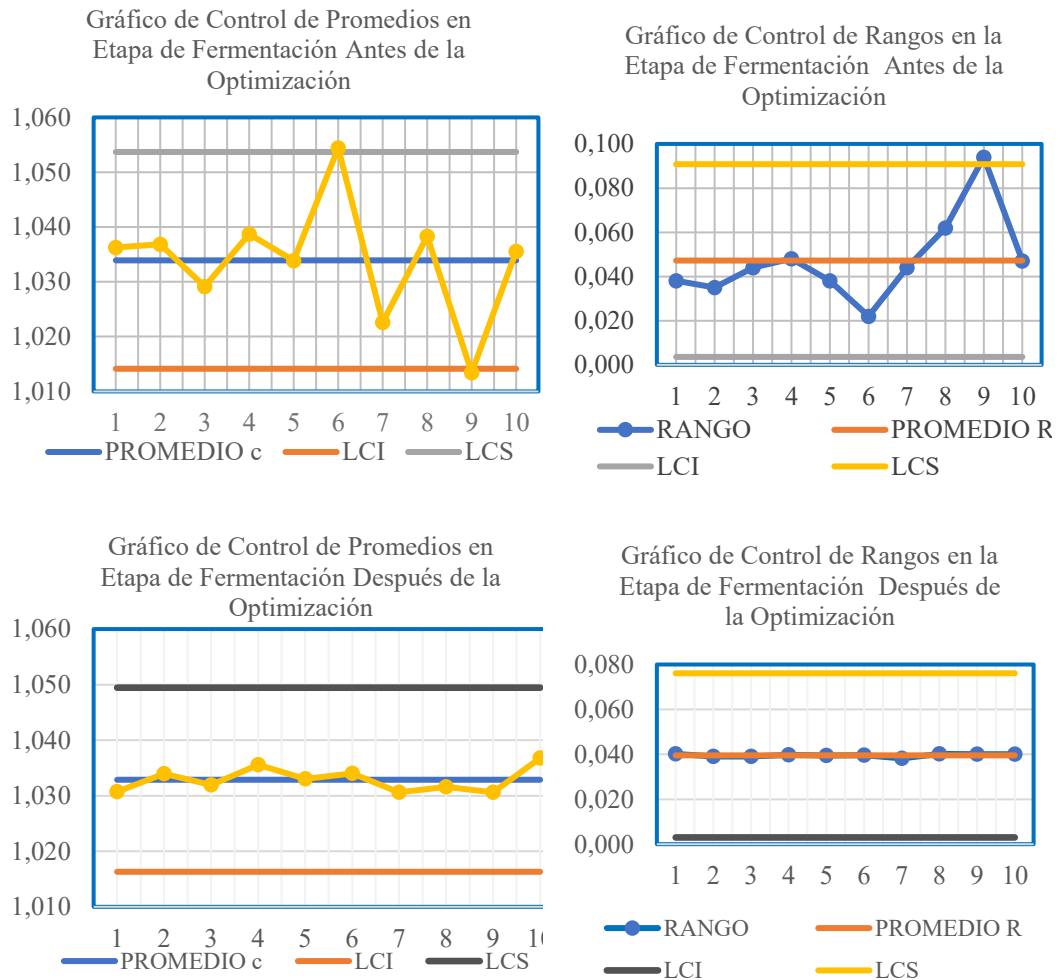 Gráfico de Control de Promedios en
Etapa de Fermentación Antes de la
Optimización
1,060
1,050
1,040
1,030
1,020
1,010
1 2 3 4 5 6 7 8 9 10
PROMEDIO c LCI LCS
Gráfico de Control de Rangos en la
Etapa de Fermentación Antes de la
Optimización
0,100
0,080
0,060
0,040
0,020
0,000
1 2 3 4 5 6 7 8 9 10
RANGO PROMEDIO R
LCI LCS
Gráfico de Control de Promedios en
Etapa de Fermentación Después de la
Optimización
1,060
1,050
1,040
1,030
1,020
1,010
1 2 3 4 5 6 7 8 9 10
PROMEDIO c LCI LCS
Gráfico de Control de Rangos en la
Etapa de Fermentación Después de
la Optimización
0,080
0,060
0,040
0,020
0,000
1 2 3 4 5 6 7 8 9 10
RANGO PROMEDIO R
LCI LCS